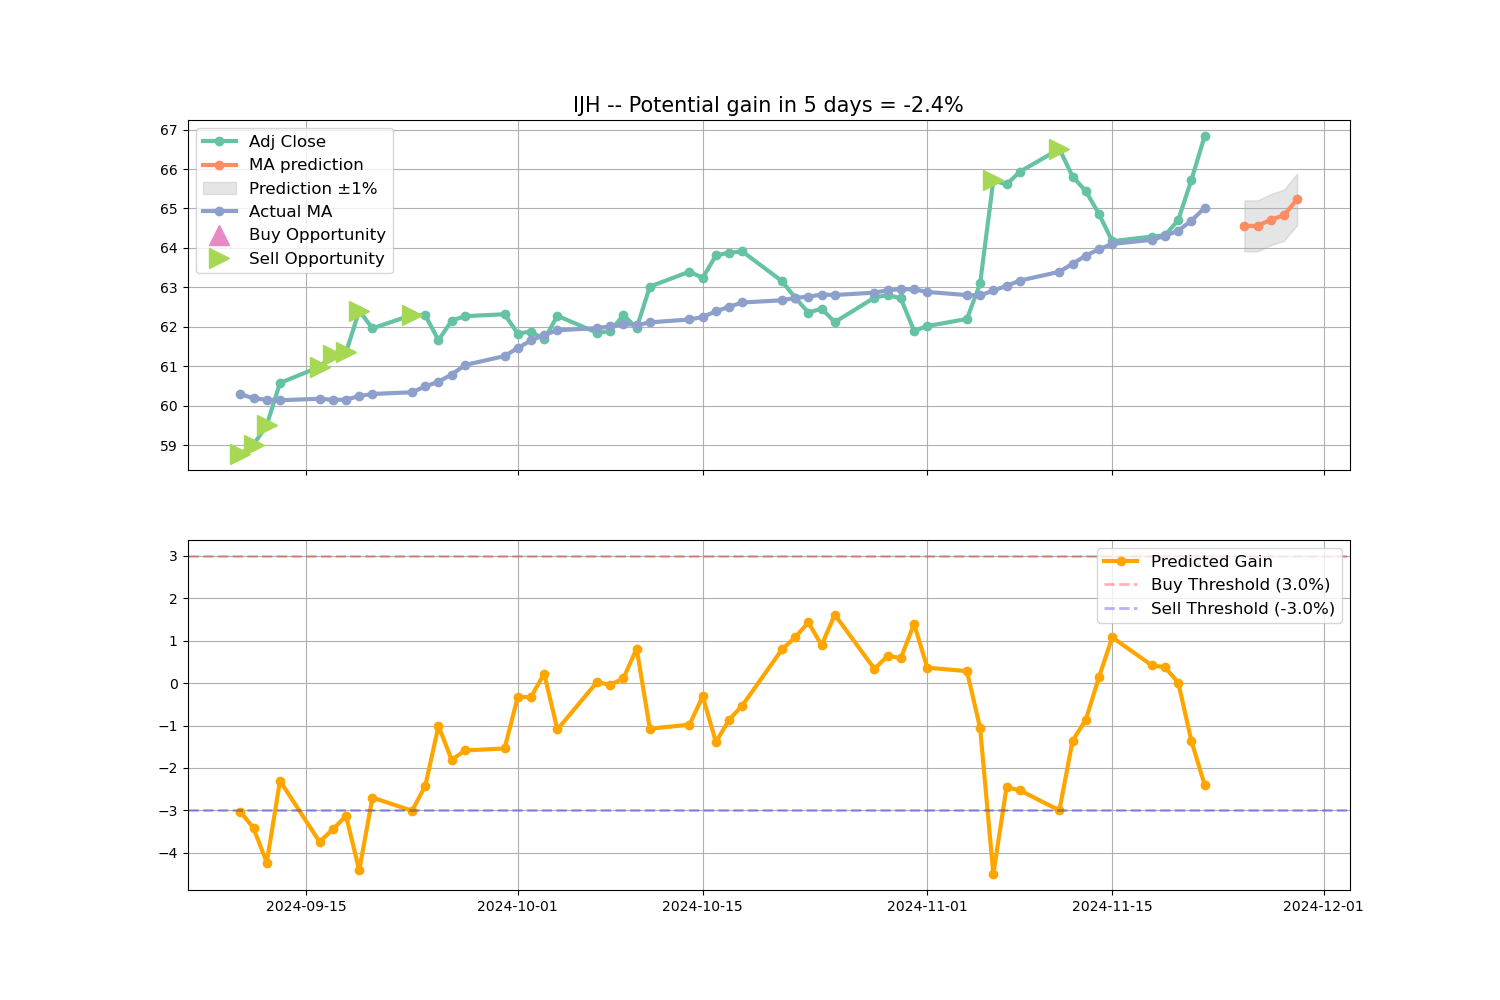 IJH -- Potential gain in 5 days = -2.4%
67
66
65
64
63
62
61
60
59
Adj Close
MA prediction
Prediction ±1%
Actual MA
Buy Opportunity
Sell Opportunity
3
2
1
0
−1
−2
−3
−4
Predicted Gain
Buy Threshold (3.0%)
Sell Threshold (-3.0%)
2024-09-15
2024-10-01
2024-10-15
2024-11-01
2024-11-15
2024-12-01